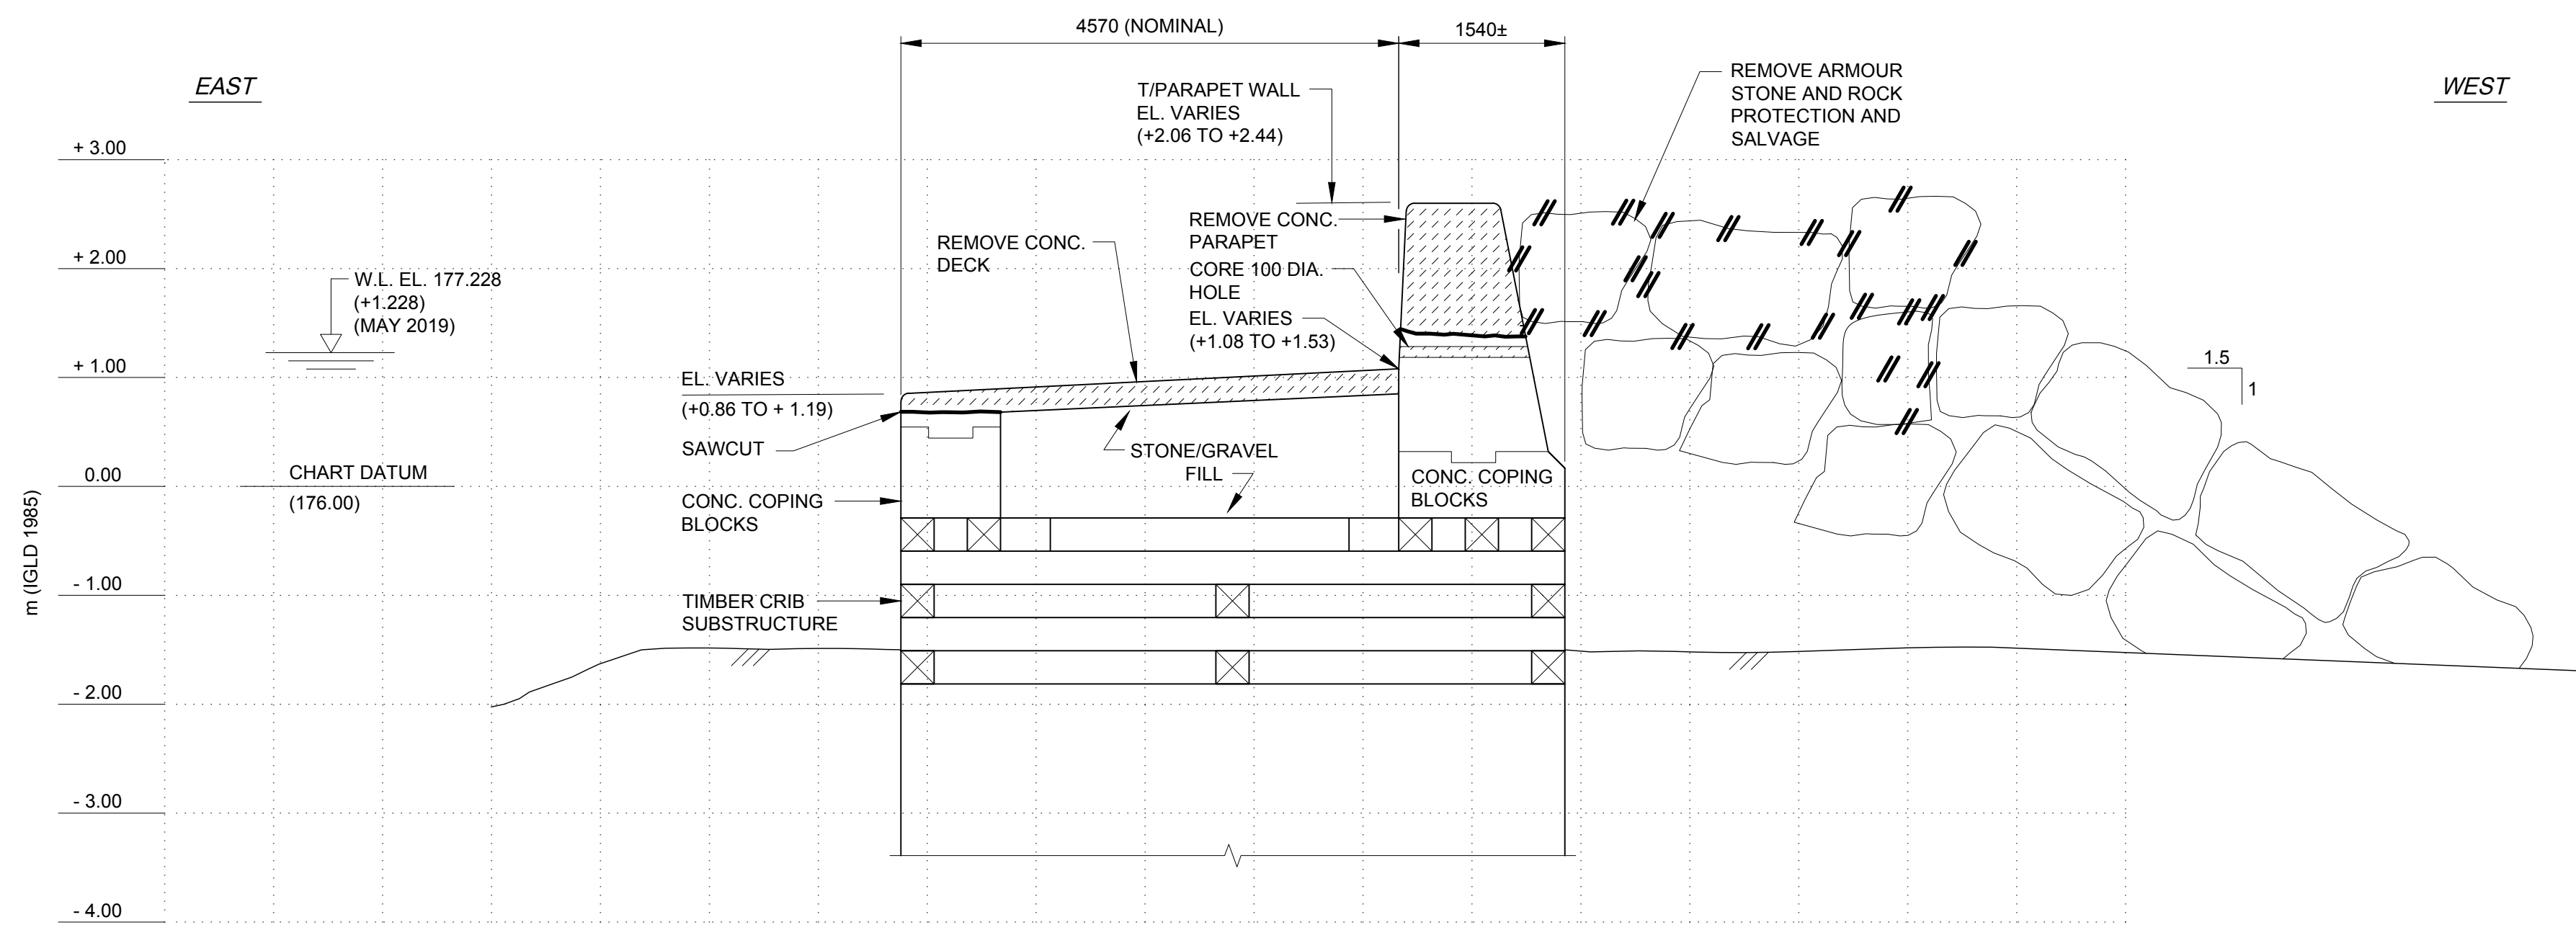 4570 (NOMINAL)
1540±
EAST
WEST
T/PARAPET WALL
EL. VARIES
(+2.06 TO +2.44)
REMOVE ARMOUR
STONE AND ROCK
PROTECTION AND
SALVAGE
+ 3.00
REMOVE CONC.
PARAPET
CORE 100 DIA.
HOLE
EL. VARIES
(+1.08 TO +1.53)
REMOVE CONC.
DECK
+ 2.00
W.L. EL. 177.228
(+1.228)
(MAY 2019)
+ 1.00
1.5
1
EL. VARIES
(+0.86 TO + 1.19)
SAWCUT
STONE/GRAVEL
FILL
CHART DATUM
(176.00)
0.00
CONC. COPING
BLOCKS
CONC. COPING
BLOCKS
m (IGLD 1985)
- 1.00
TIMBER CRIB
SUBSTRUCTURE
- 2.00
- 3.00
- 4.00